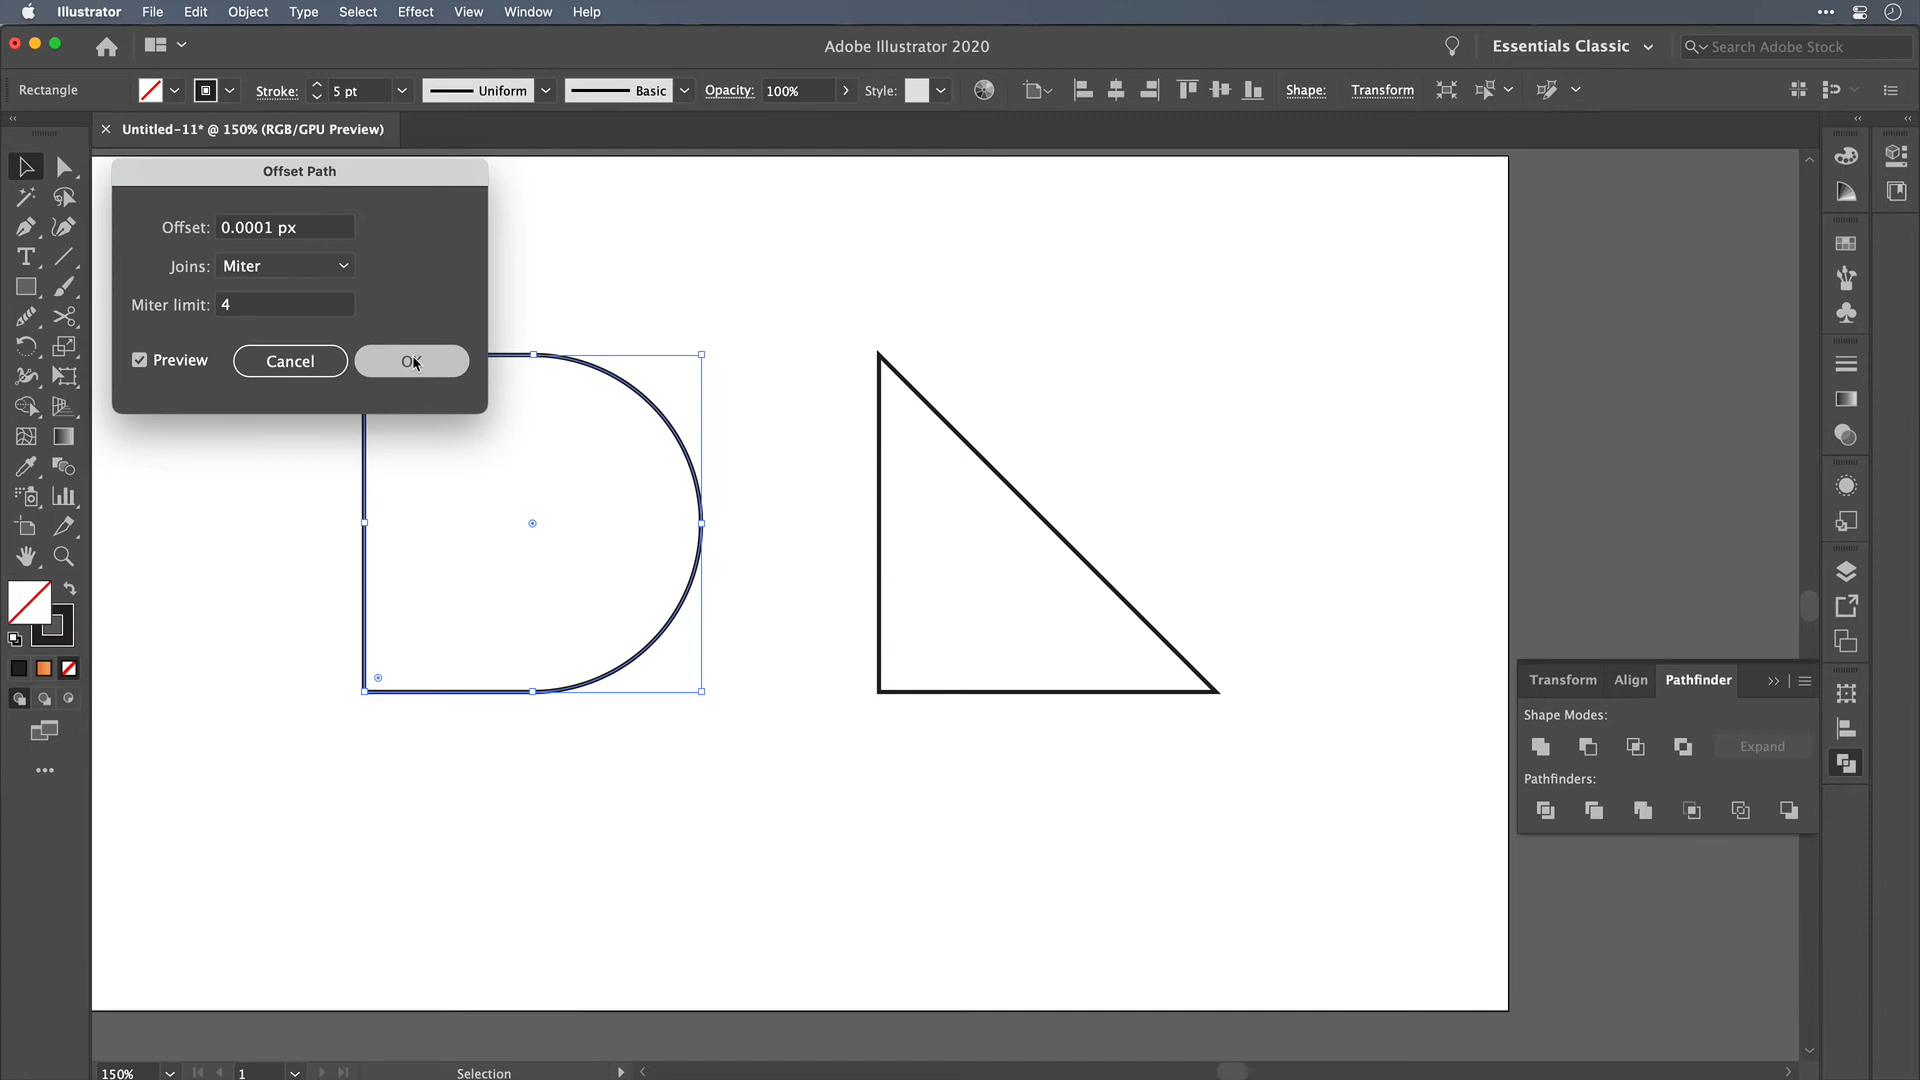 Illustrator File Edit Object Type Select Effect View Window Help
Adobe Illustrator 2020
Essentials Classic
Search Adobe Stock
Rectangle
Stroke: 5 pt
Uniform
Basic
Opacity: 100%
Style:
Shape:
Transform
Untitled-11* @ 150% (RGB/GPU Preview)
Offset Path
Offset: 0.0001 px
Joins: Miter
Miter limit: 4
Preview
Cancel
OK
Transform Align Pathfinder
Shape Modes:
Expand
Pathfinders:
150%
1
Selection